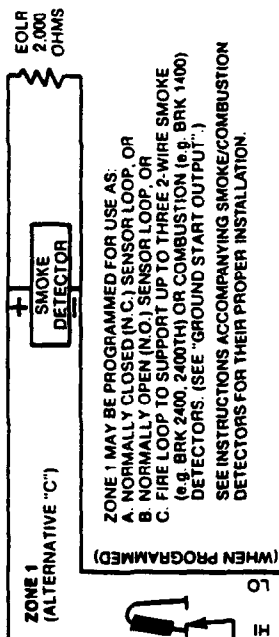 EOLR
2.000
OHMS
+
SMOKE
DETECTOR
–
ZONE 1
(ALTERNATIVE "C")
ZONE 1 MAY BE PROGRAMMED FOR USE AS:
A. NORMALLY CLOSED (N.C.) SENSOR LOOP, OR
B. NORMALLY OPEN (N.O.) SENSOR LOOP, OR
C. FIRE LOOP TO SUPPORT UP TO THREE 2-WIRE SMOKE
(e.g. BRK 2400, 2400TH) OR COMBUSTION (e.g. BRK 1400)
DETECTORS. (SEE "GROUND START OUTPUT".)
SEE INSTRUCTIONS ACCOMPANYING SMOKE/COMBUSTION
DETECTORS FOR THEIR PROPER INSTALLATION.
(WHEN PROGRAMMED)
LO
HI